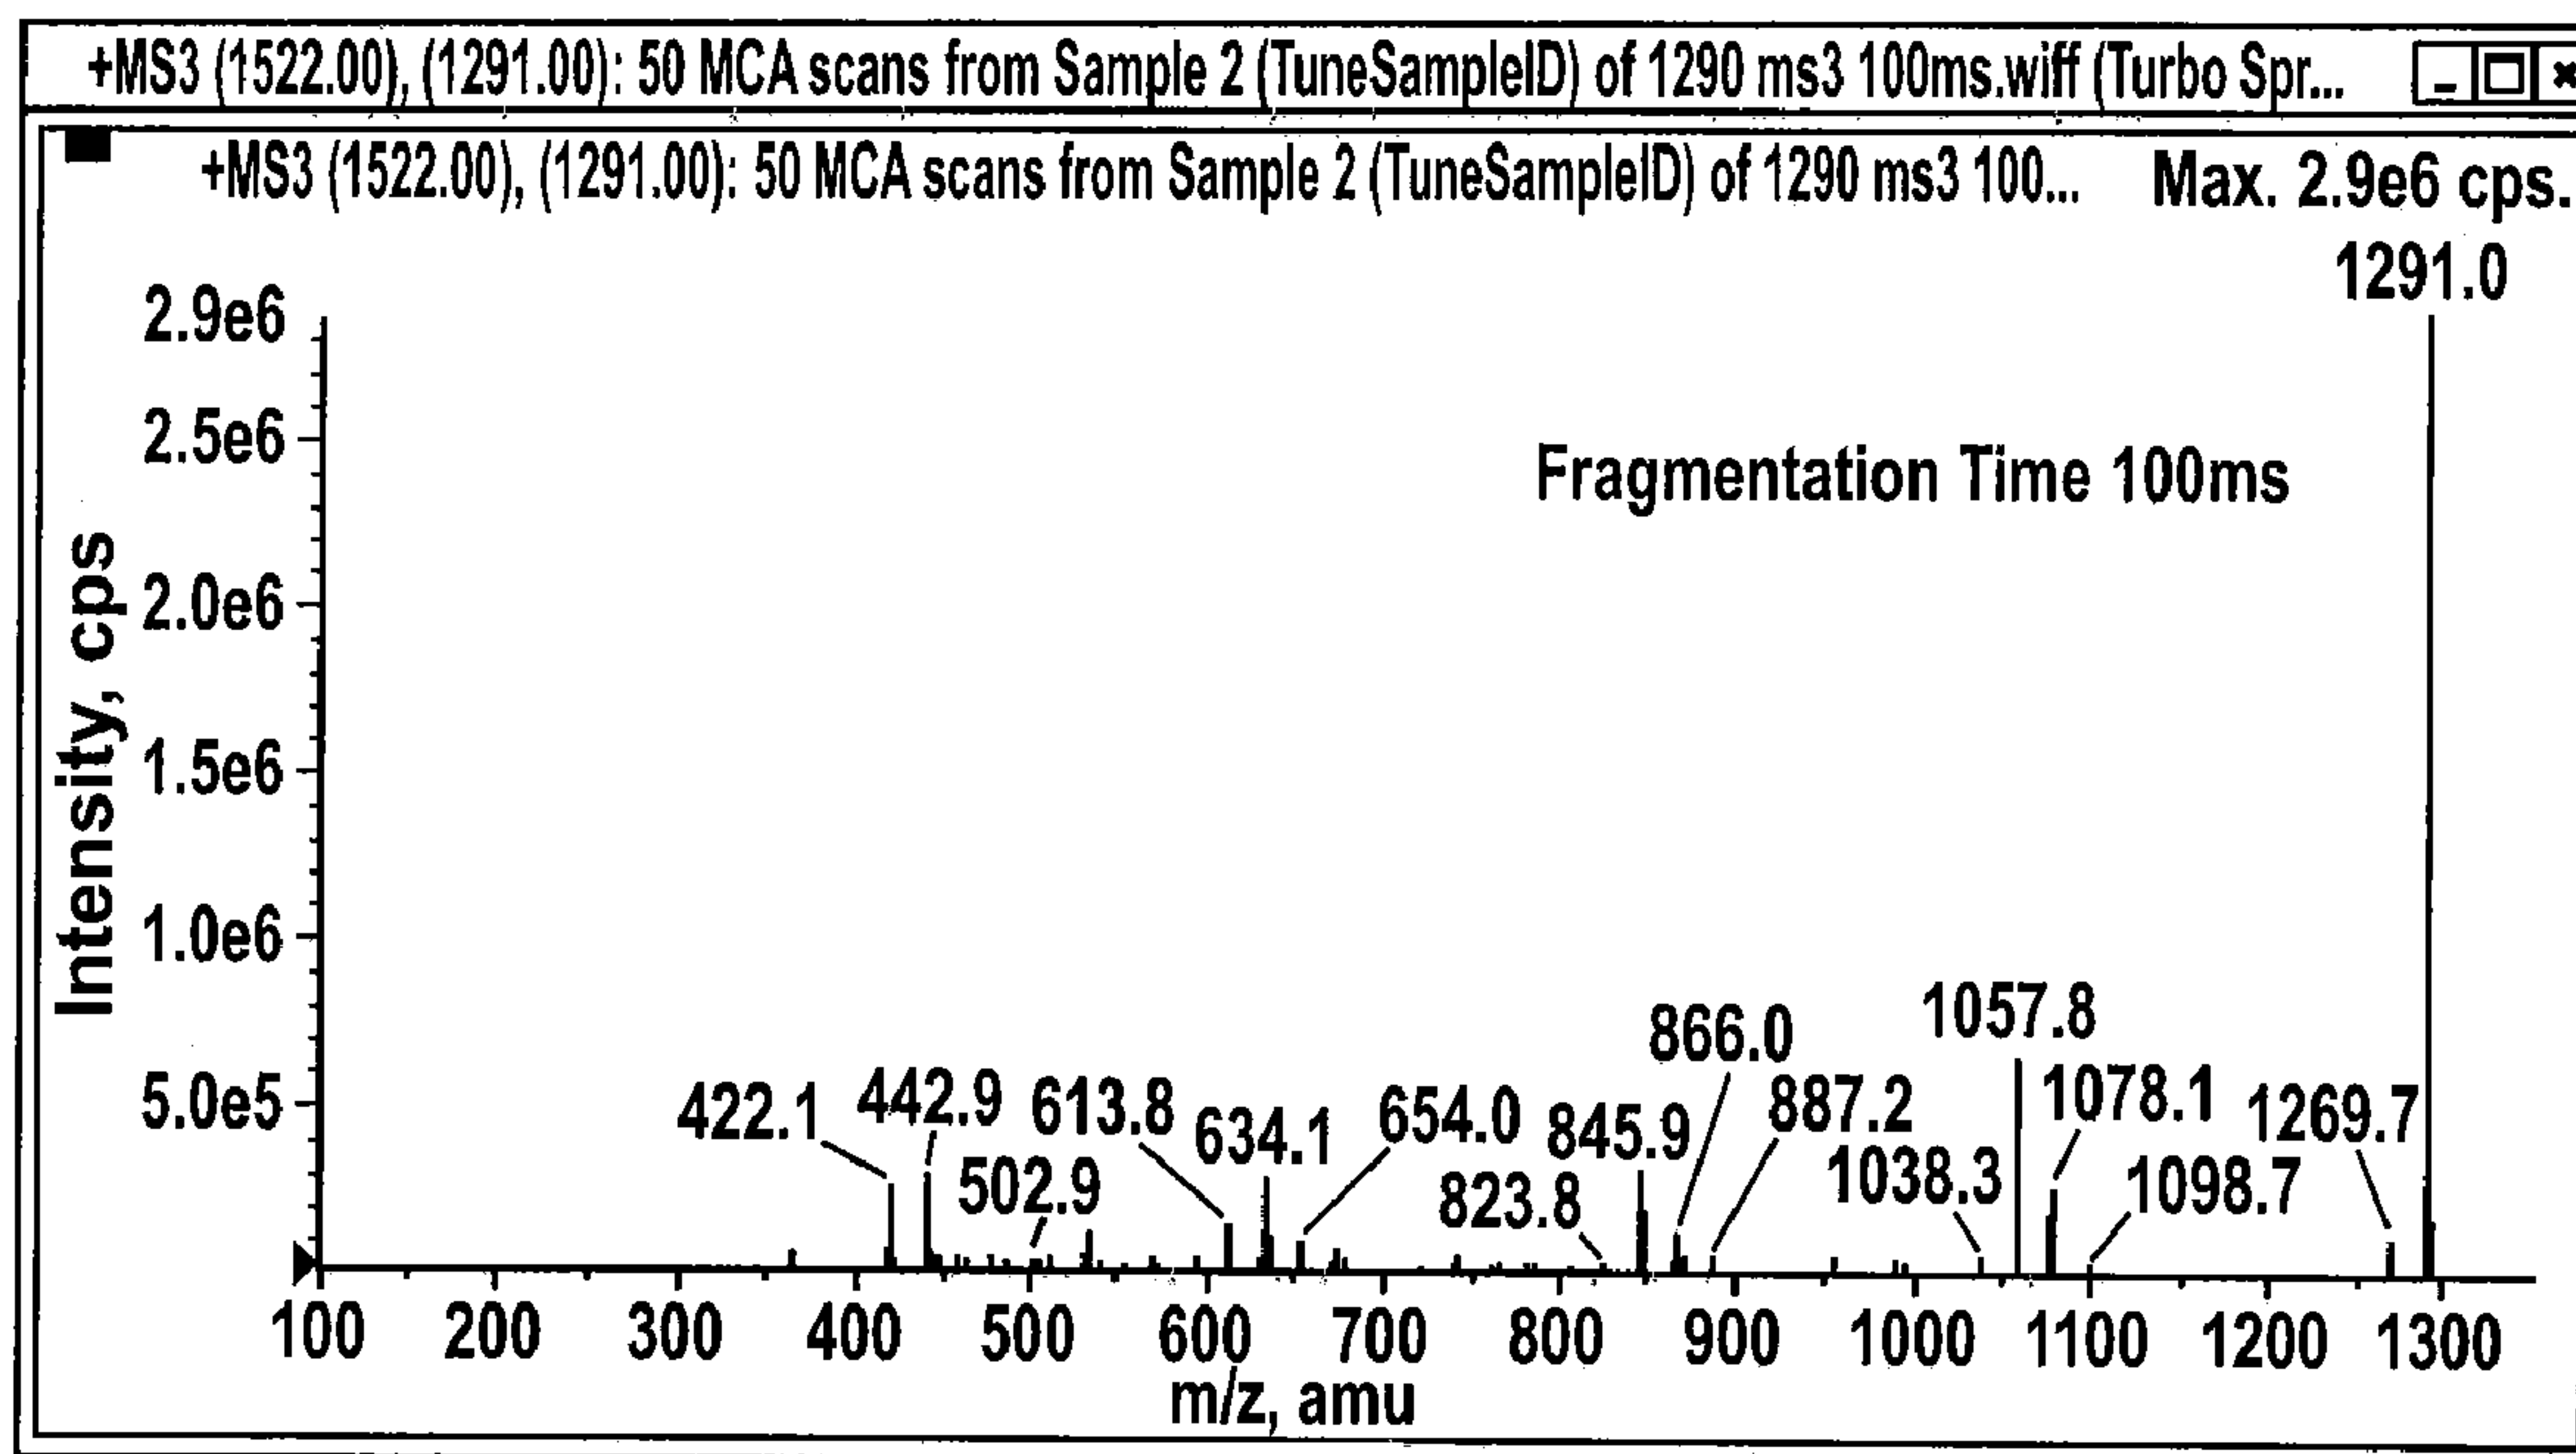 +MS3 (1522.00), (1291.00): 50 MCA scans from Sample 2 (TuneSampleID) of 1290 ms3 100ms.wiff (Turbo Spr...
+MS3 (1522.00), (1291.00): 50 MCA scans from Sample 2 (TuneSampleID) of 1290 ms3 100...
Max. 2.9e6 cps.
1291.0
2.9e6
2.5e6
2.0e6
1.5e6
1.0e6
5.0e5
Intensity, cps
Fragmentation Time 100ms
422.1
442.9
502.9
613.8
634.1
654.0
823.8
845.9
866.0
887.2
1038.3
1057.8
1078.1
1098.7
1269.7
100 200 300 400 500 600 700 800 900 1000 1100 1200 1300
m/z, amu